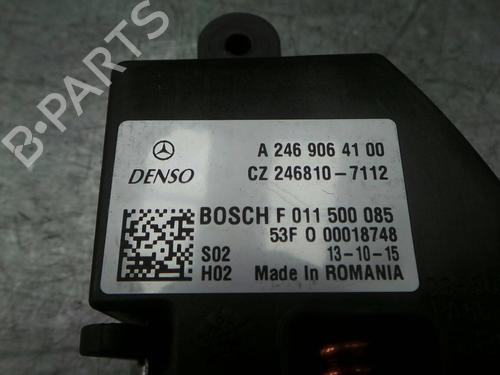 A 246 906 41 00
DENSO CZ 246810-7112
BOSCH F 011 500 085
53F 0 00018748
S02 13-10-15
H02 Made In ROMANIA
B-PARTS